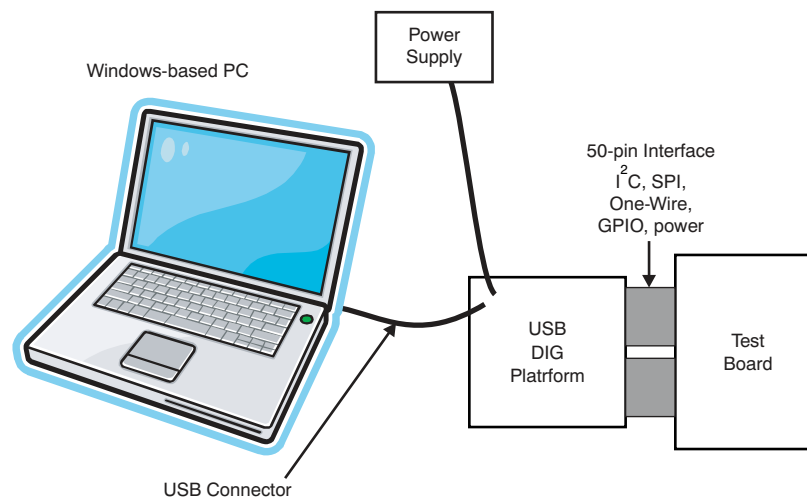 Power
Supply
Windows-based PC
50-pin Interface
I²C, SPI,
One-Wire,
GPIO, power
USB
DIG
Platrform
Test
Board
USB Connector